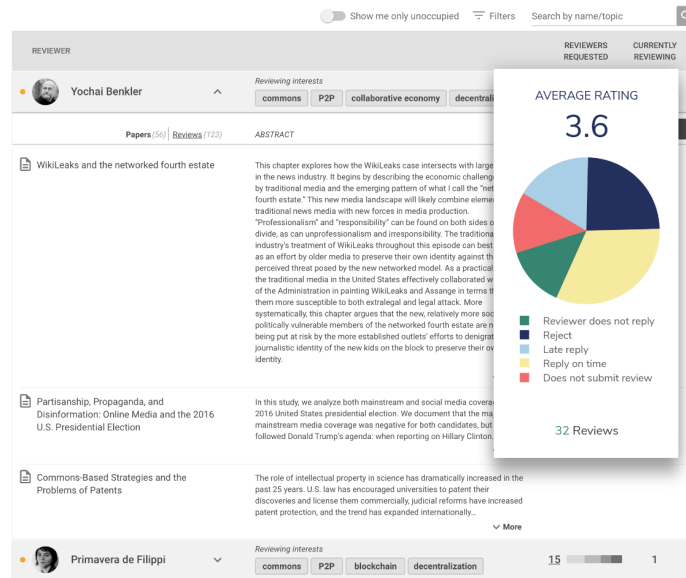 Show me only unoccupied
Filters
Search by name/topic
REVIEWER
REVIEWERS REQUESTED
CURRENTLY REVIEWING
Yochai Benkler
Reviewing interests
commons P2P collaborative economy
Papers (56) Reviews (123)
ABSTRACT
WikiLeaks and the networked fourth estate
This chapter explores how the WikiLeaks case intersects with
in the news industry. It begins by describing the economic
by traditional media and the emerging pattern of what I call the
fourth estate." This new media landscape will likely combine
traditional news media with new forces in media production.
"Professionalism" and "responsibility" can be found on both sides
divide, as can unprofessionalism and irresponsibility. The
industry's treatment of WikiLeaks throughout this episode can best
as an effort by older media to preserve their own identity against
perceived threat posed by the new networked model. As a practical
the traditional media in the United States effectively collaborated
of the Administration in painting WikiLeaks and Assange in terms
them more susceptible to both extralegal and legal attack. More
systematically, this chapter argues that the new, relatively more
politically vulnerable members of the networked fourth estate are
being put at risk by the more established outlets' efforts to
journalistic identity of the new kids on the block to preserve their
identity.
Partisanship, Propaganda, and
Disinformation: Online Media and the 2016
U.S. Presidential Election
In this study, we analyze both mainstream and social media
2016 United States presidential election. We document that the
mainstream media coverage was negative for both candidates, but
followed Donald Trump's agenda: when reporting on Hillary Clinton
Commons-Based Strategies and the
Problems of Patents
The role of intellectual property in science has dramatically increased in the
past 25 years. U.S. law has encouraged universities to patent their
discoveries and license them commercially, judicial reforms have increased
patent protection, and the trend has expanded internationally...
More
Primavera de Filippi
Reviewing interests
commons P2P blockchain decentralization
15
1
AVERAGE RATING
3.6
Reviewer does not reply
Reject
Late reply
Reply on time
Does not submit review
32 Reviews